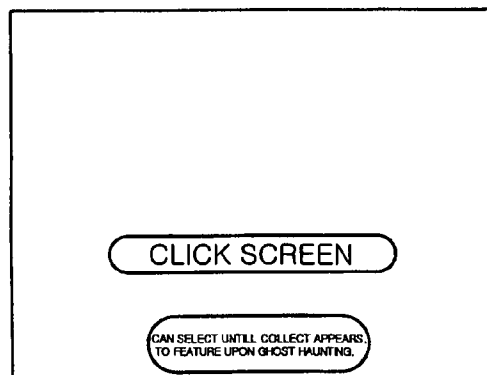 CLICK SCREEN
CAN SELECT UNTILL COLLECT APPEARS.
TO FEATURE UPON GHOST HAUNTING.